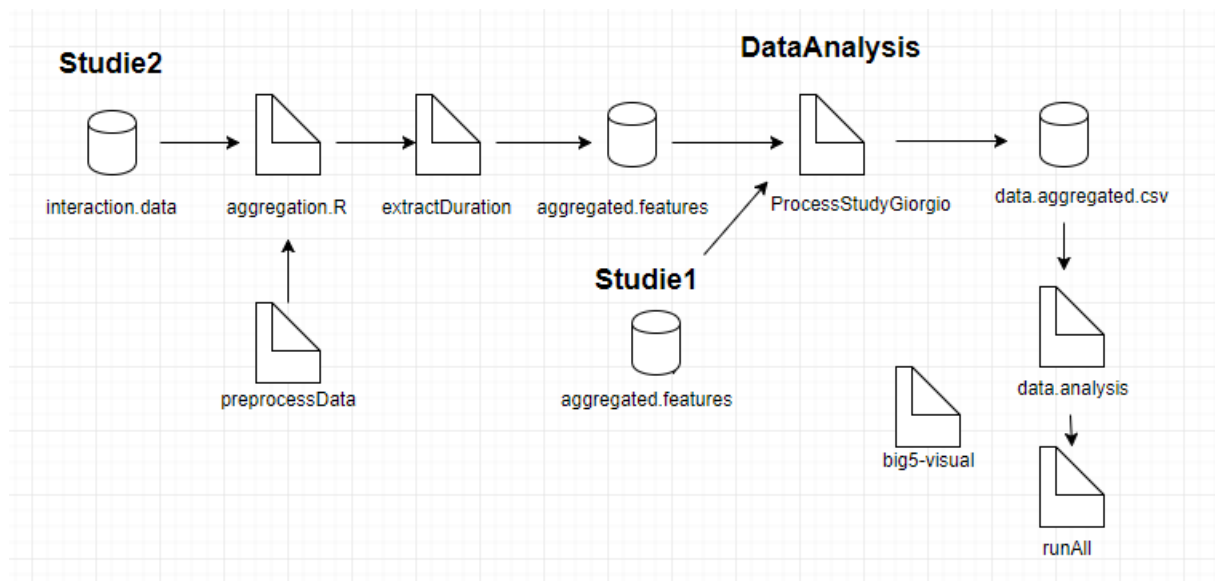 Studie2
DataAnalysis
interaction.data
aggregation.R
extractDuration
aggregated.features
ProcessStudyGiorgio
data.aggregated.csv
Studie1
preprocessData
aggregated.features
data.analysis
big5-visual
runAll